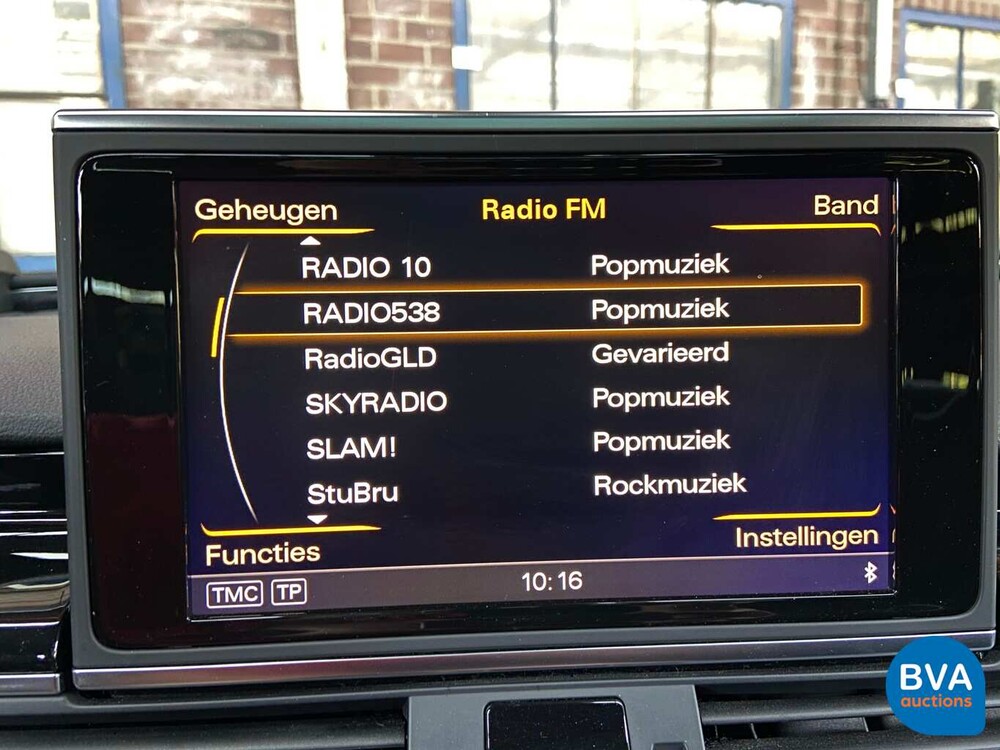 Geheugen Radio FM Band
RADIO 10 Popmuziek
RADIO538 Popmuziek
RadioGLD Gevarieerd
SKYRADIO Popmuziek
SLAM! Popmuziek
StuBru Rockmuziek
Functies Instellingen
TMC TP 10:16
BVA
auctions